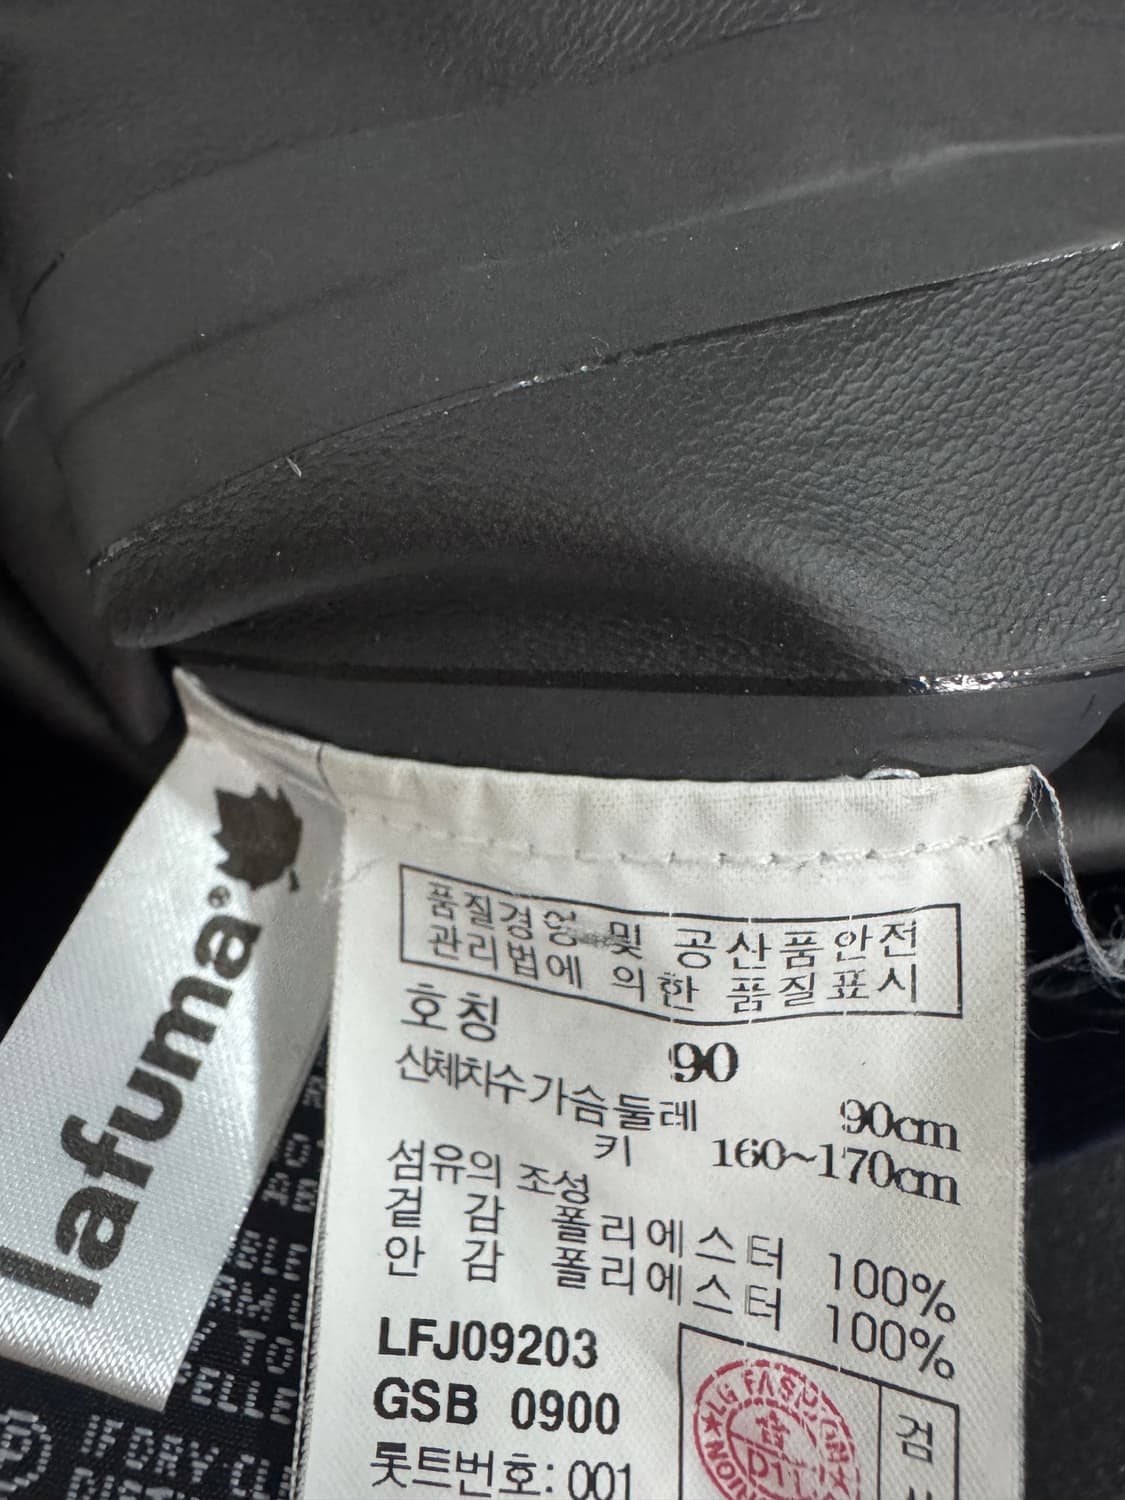 lafuma®
품질경영 및 공산품안전
관리법에 의한 품질표시
호칭 90
신체치수 가슴둘레 90cm
키 160~170cm
섬유의 조성
겉 감 폴리에스터 100%
안 감 폴리에스터 100%
LFJ09203
GSB 0900
롯트번호: 001
LG FASHION
검